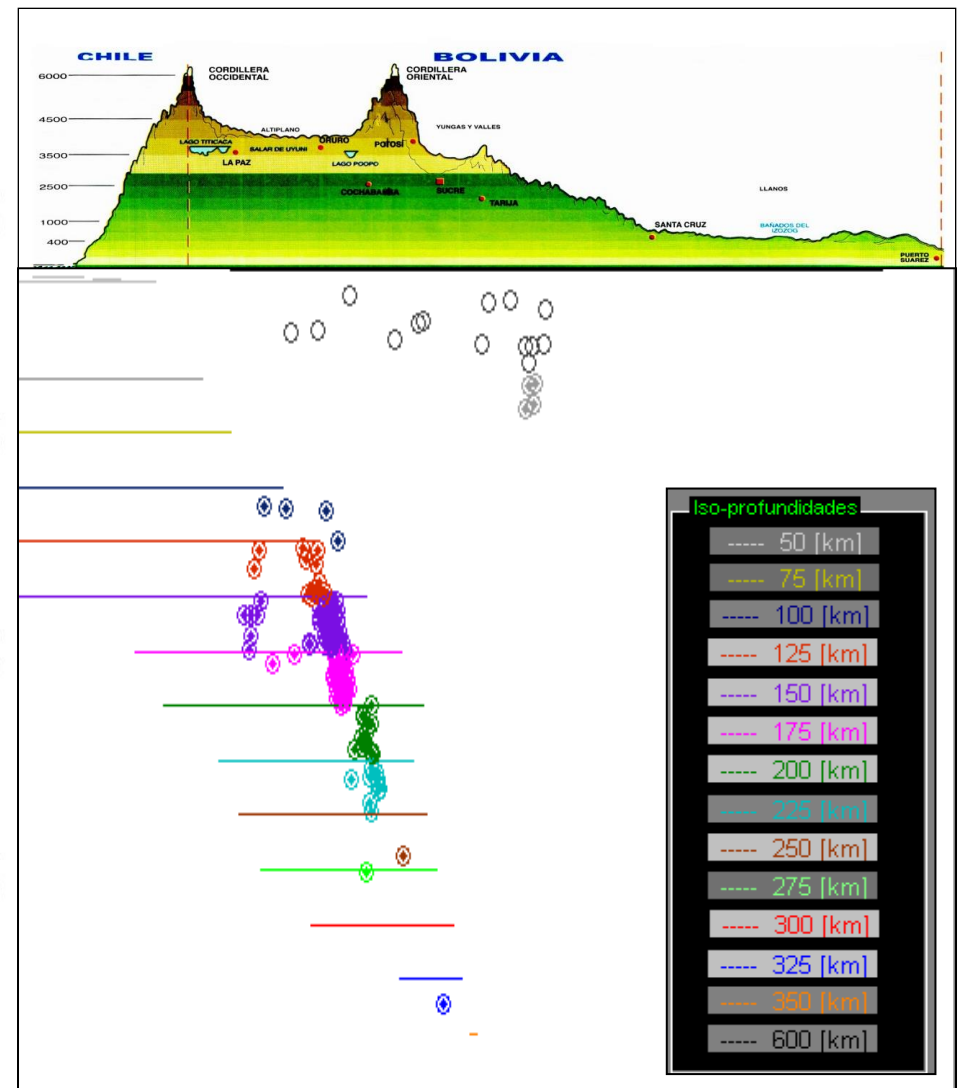 CHILE
BOLIVIA
6000
CORDILLERA
OCCIDENTAL
CORDILLERA
ORIENTAL
4500
ALTIPLANO
YUNGAS Y VALLES
LAGO TITICACA
SALAR DE UYUNI
ORURO
POTOSÍ
3500
LA PAZ
LAGO POOPO
2500
COCHABAMBA
SUCRE
LLANOS
TARIJA
1000
SANTA CRUZ
BAÑADOS DEL
IZOZOG
400
PUERTO
SUAREZ
Iso-profundidades
----- 50 [km]
----- 75 [km]
----- 100 [km]
----- 125 [km]
----- 150 [km]
----- 175 [km]
----- 200 [km]
----- 225 [km]
----- 250 [km]
----- 275 [km]
----- 300 [km]
----- 325 [km]
----- 350 [km]
----- 600 [km]